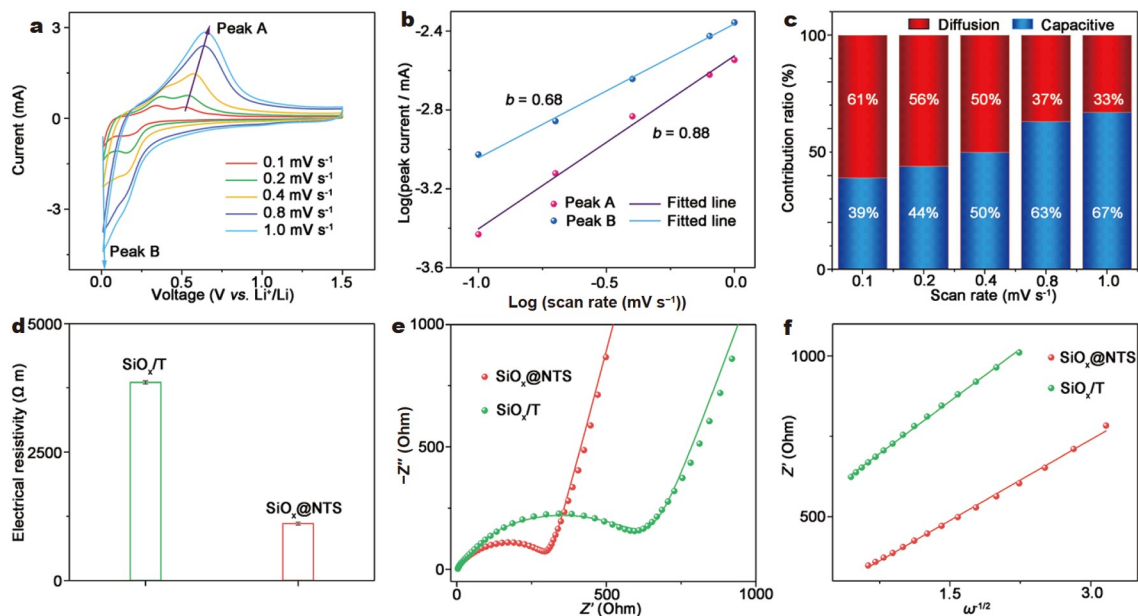 a
Peak A
Peak B
3
0
-3
Current (mA)
0.1 mV s⁻¹
0.2 mV s⁻¹
0.4 mV s⁻¹
0.8 mV s⁻¹
1.0 mV s⁻¹
0.0 0.5 1.0 1.5
Voltage (V vs. Li⁺/Li)
b
-2.4
-2.8
-3.2
-3.6
Log(peak current / mA)
b = 0.68
b = 0.88
Peak A Fitted line
Peak B Fitted line
-1.0 -0.5 0.0
Log (scan rate (mV s⁻¹))
c
Diffusion Capacitive
100
50
0
Contribution ratio (%)
61% 56% 50% 37% 33%
39% 44% 50% 63% 67%
0.1 0.2 0.4 0.8 1.0
Scan rate (mV s⁻¹)
d
5000
2500
0
Electrical resistivity (Ω m)
SiOₓ/T
SiOₓ@NTS
e
1000
500
0
−Z″ (Ohm)
SiOₓ@NTS
SiOₓ/T
0 500 1000
Z′ (Ohm)
f
1000
500
Z′ (Ohm)
SiOₓ@NTS
SiOₓ/T
1.5 3.0
ω⁻¹ᐟ²